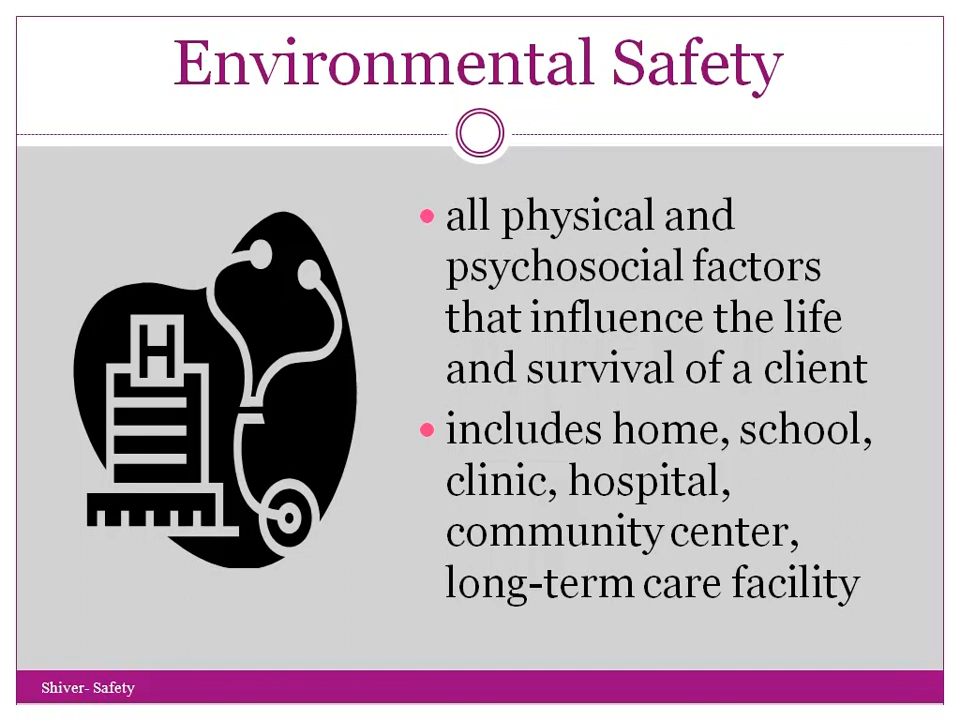 Environmental Safety
H
• all physical and
psychosocial factors
that influence the life
and survival of a client
• includes home, school,
clinic, hospital,
community center,
long-term care facility
Shiver- Safety